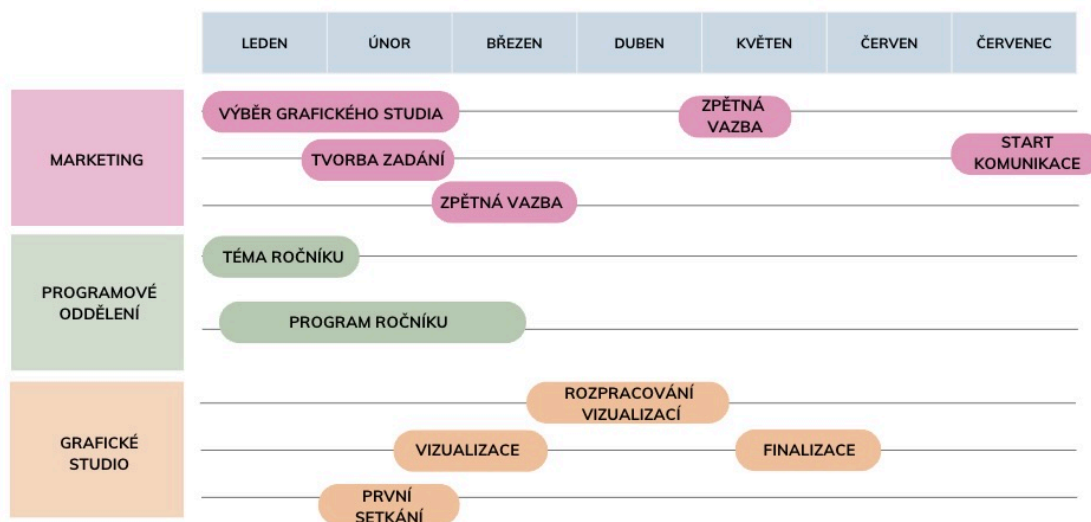 LEDEN ÚNOR BŘEZEN DUBEN KVĚTEN ČERVEN ČERVENEC
MARKETING
VÝBĚR GRAFICKÉHO STUDIA
ZPĚTNÁ
VAZBA
TVORBA ZADÁNÍ
START
KOMUNIKACE
ZPĚTNÁ VAZBA
PROGRAMOVÉ
ODDĚLENÍ
TÉMA ROČNÍKU
PROGRAM ROČNÍKU
GRAFICKÉ
STUDIO
ROZPRACOVÁNÍ
VIZUALIZACÍ
VIZUALIZACE
FINALIZACE
PRVNÍ
SETKÁNÍ